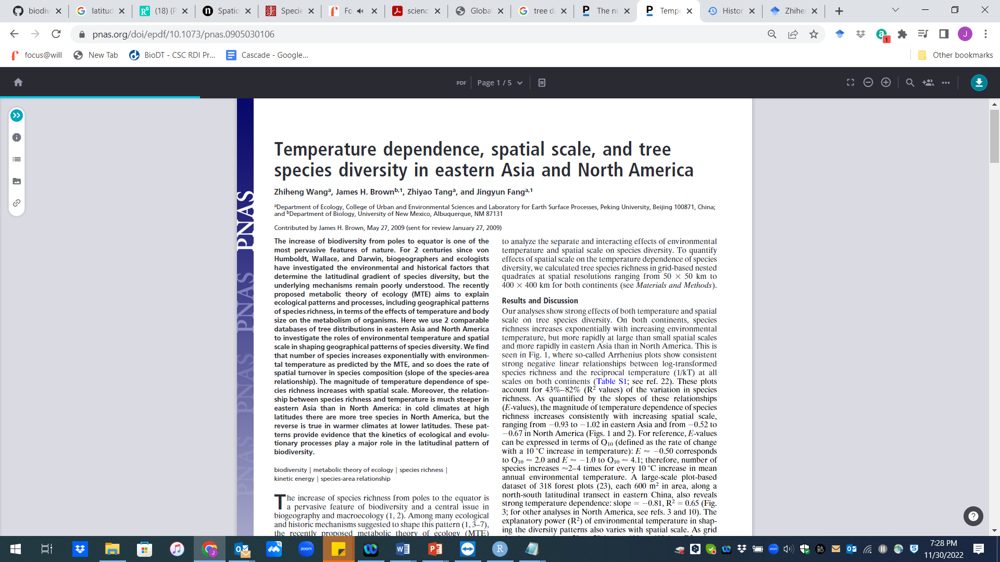 biodiv
latitud
(18) (P
Spatio
Specie
Fo
scienc
Global
tree di
The nu
Temp
Histor
Zhiher
pnas.org/doi/epdf/10.1073/pnas.0905030106
focus@will
New Tab
BioDT - CSC RDI Pr...
Cascade - Google...
Other bookmarks
PDF
Page 1 / 5
Temperature dependence, spatial scale, and tree
species diversity in eastern Asia and North America
Zhiheng Wangᵃ, James H. Brownᵇ,¹, Zhiyao Tangᵃ, and Jingyun Fangᵃ,¹
ᵃDepartment of Ecology, College of Urban and Environmental Sciences and Laboratory for Earth Surface Processes, Peking University, Beijing 100871, China;
and ᵇDepartment of Biology, University of New Mexico, Albuquerque, NM 87131
Contributed by James H. Brown, May 27, 2009 (sent for review January 27, 2009)
The increase of biodiversity from poles to equator is one of the
most pervasive features of nature. For 2 centuries since von
Humboldt, Wallace, and Darwin, biogeographers and ecologists
have investigated the environmental and historical factors that
determine the latitudinal gradient of species diversity, but the
underlying mechanisms remain poorly understood. The recently
proposed metabolic theory of ecology (MTE) aims to explain
ecological patterns and processes, including geographical patterns
of species richness, in terms of the effects of temperature and body
size on the metabolism of organisms. Here we use 2 comparable
databases of tree distributions in eastern Asia and North America
to investigate the roles of environmental temperature and spatial
scale in shaping geographical patterns of species diversity. We find
that number of species increases exponentially with environmen-
tal temperature as predicted by the MTE, and so does the rate of
spatial turnover in species composition (slope of the species-area
relationship). The magnitude of temperature dependence of spe-
cies richness increases with spatial scale. Moreover, the relation-
ship between species richness and temperature is much steeper in
eastern Asia than in North America: in cold climates at high
latitudes there are more tree species in North America, but the
reverse is true in warmer climates at lower latitudes. These pat-
terns provide evidence that the kinetics of ecological and evolu-
tionary processes play a major role in the latitudinal pattern of
biodiversity.
biodiversity | metabolic theory of ecology | species richness |
kinetic energy | species-area relationship
The increase of species richness from poles to the equator is
a pervasive feature of biodiversity and a central issue in
biogeography and macroecology (1, 2). Among many ecological
and historic mechanisms suggested to shape this pattern (1, 3–7),
the recently proposed metabolic theory of ecology (MTE)
to analyze the separate and interacting effects of environmental
temperature and spatial scale on species diversity. To quantify
effects of spatial scale on the temperature dependence of species
diversity, we calculated tree species richness in grid-based nested
quadrates at spatial resolutions ranging from 50 × 50 km to
400 × 400 km for both continents (see Materials and Methods).
Results and Discussion
Our analyses show strong effects of both temperature and spatial
scale on tree species diversity. On both continents, species
richness increases exponentially with increasing environmental
temperature, but more rapidly at large than small spatial scales
and more rapidly in eastern Asia than in North America. This is
seen in Fig. 1, where so-called Arrhenius plots show consistent
strong negative linear relationships between log-transformed
species richness and the reciprocal temperature (1/kT) at all
scales on both continents (Table S1; see ref. 22). These plots
account for 43%–82% (R² values) of the variation in species
richness. As quantified by the slopes of these relationships
(E-values), the magnitude of temperature dependence of species
richness increases consistently with increasing spatial scale,
ranging from −0.93 to −1.02 in eastern Asia and from −0.52 to
−0.67 in North America (Figs. 1 and 2). For reference, E-values
can be expressed in terms of Q₁₀ (defined as the rate of change
with a 10 °C increase in temperature): E ≈ −0.50 corresponds
to Q₁₀ ≈ 2.0 and E ≈ −1.0 to Q₁₀ ≈ 4.1; therefore, number of
species increases ≈2–4 times for every 10 °C increase in mean
annual environmental temperature. A large-scale plot-based
dataset of 318 forest plots (23), each 600 m² in area, along a
north-south latitudinal transect in eastern China, also reveals
strong temperature dependence: slope = −0.81, R² = 0.65 (Fig.
3; for other analyses in North America, see refs. 3 and 10). The
explanatory power (R²) of environmental temperature in shap-
ing the diversity patterns also varies with spatial scale. As grid
PNAS
PNAS
PNAS
PNAS
7:28 PM
11/30/2022